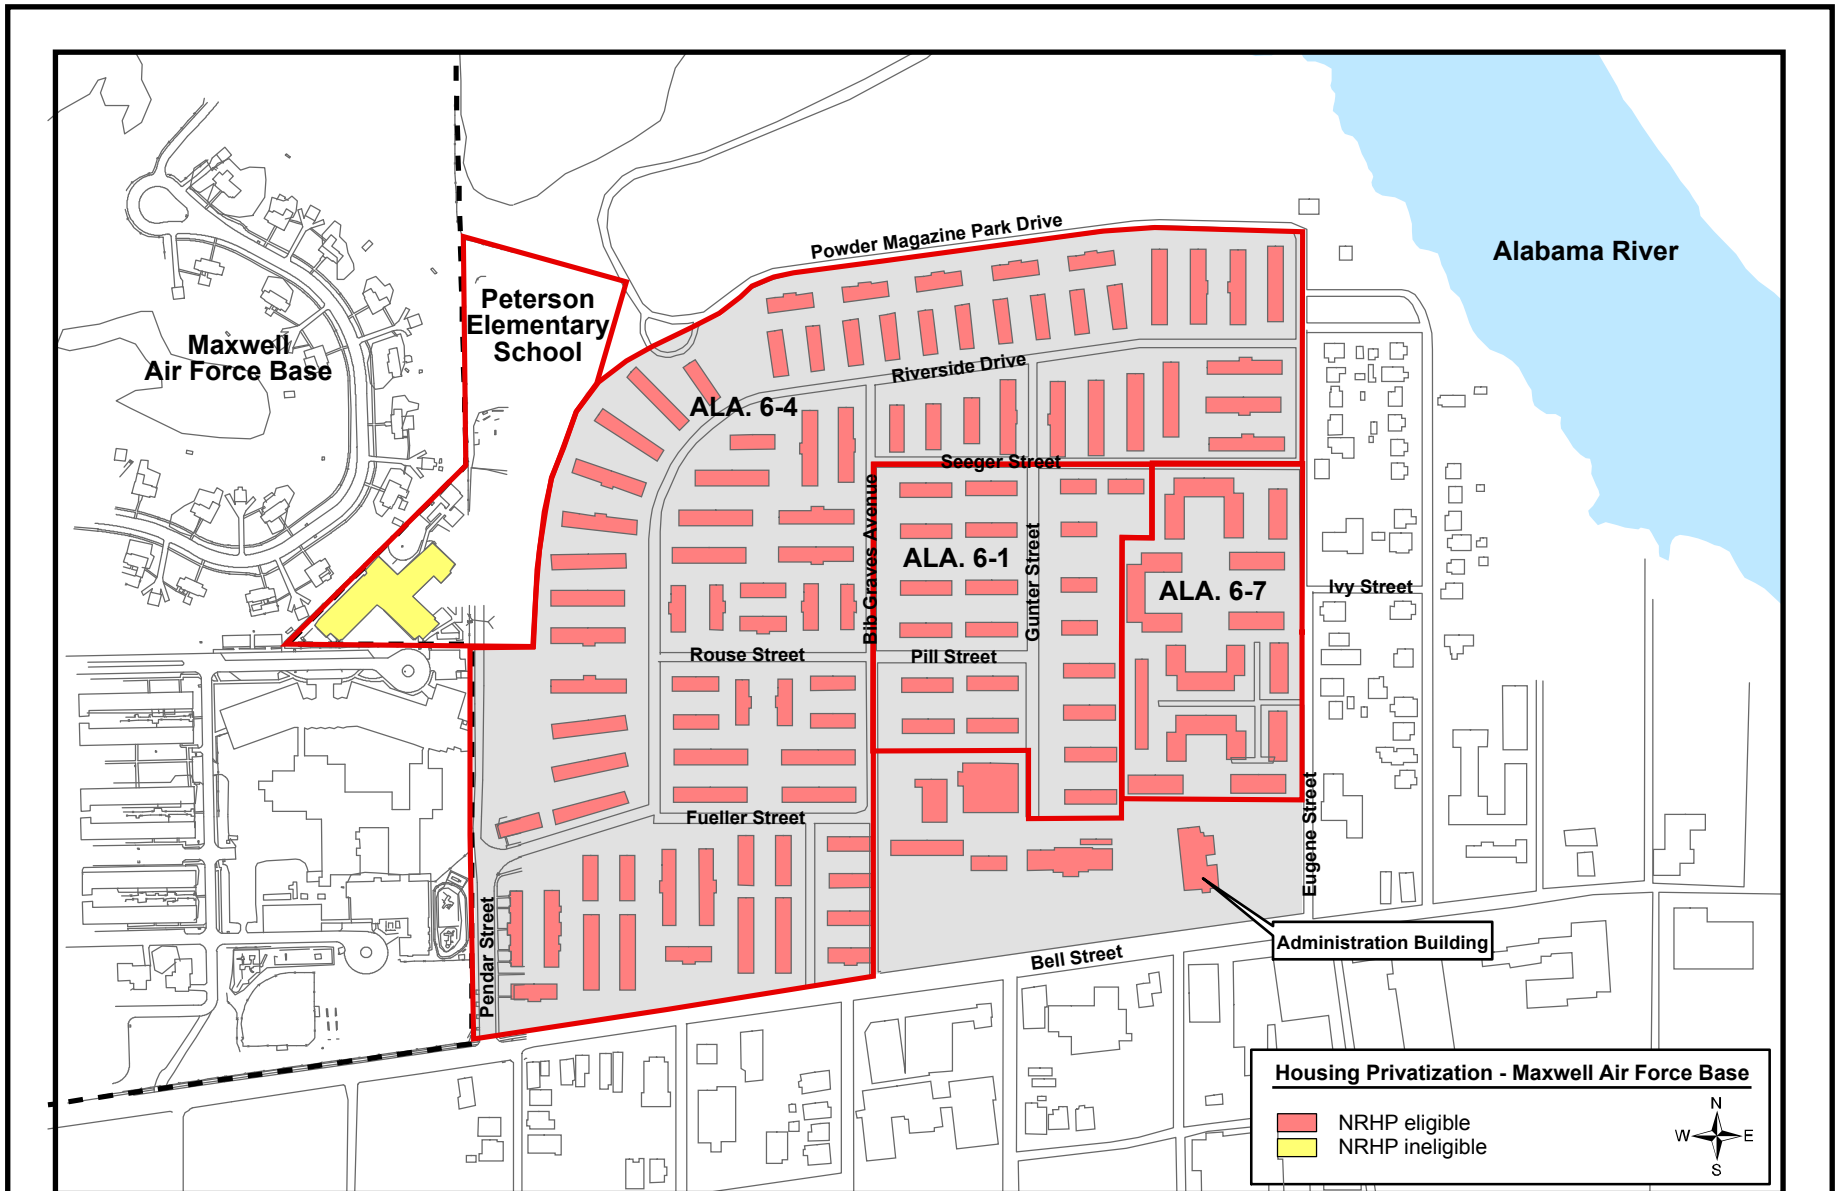 Powder Magazine Park Drive
Alabama River
Peterson
Elementary
School
Maxwell
Air Force Base
Riverside Drive
ALA. 6-4
Seeger Street
Bib Graves Avenue
ALA. 6-1
Gunter Street
ALA. 6-7
Ivy Street
Rouse Street
Pill Street
Fueller Street
Eugene Street
Pendar Street
Bell Street
Administration Building
Housing Privatization - Maxwell Air Force Base
NRHP eligible
NRHP ineligible
N
W E
S